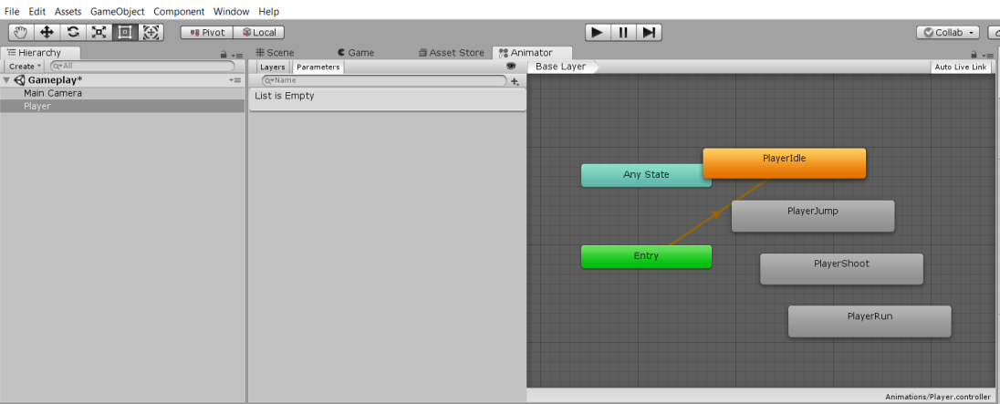 File Edit Assets GameObject Component Window Help
Pivot Local Collab
Hierarchy Scene Game Asset Store Animator
Create All Layers Parameters Base Layer Auto Live Link
Gameplay* Name
Main Camera List is Empty
Player
PlayerIdle
Any State
PlayerJump
Entry
PlayerShoot
PlayerRun
Animations/Player.controller